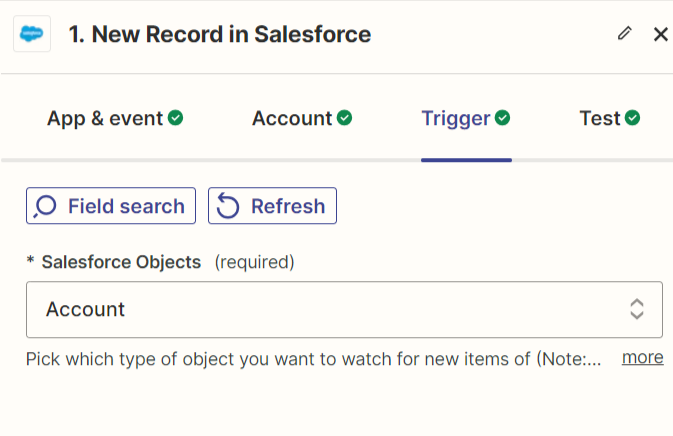 1. New Record in Salesforce
App & event Account Trigger Test
Field search Refresh
* Salesforce Objects (required)
Account
Pick which type of object you want to watch for new items of (Note:... more